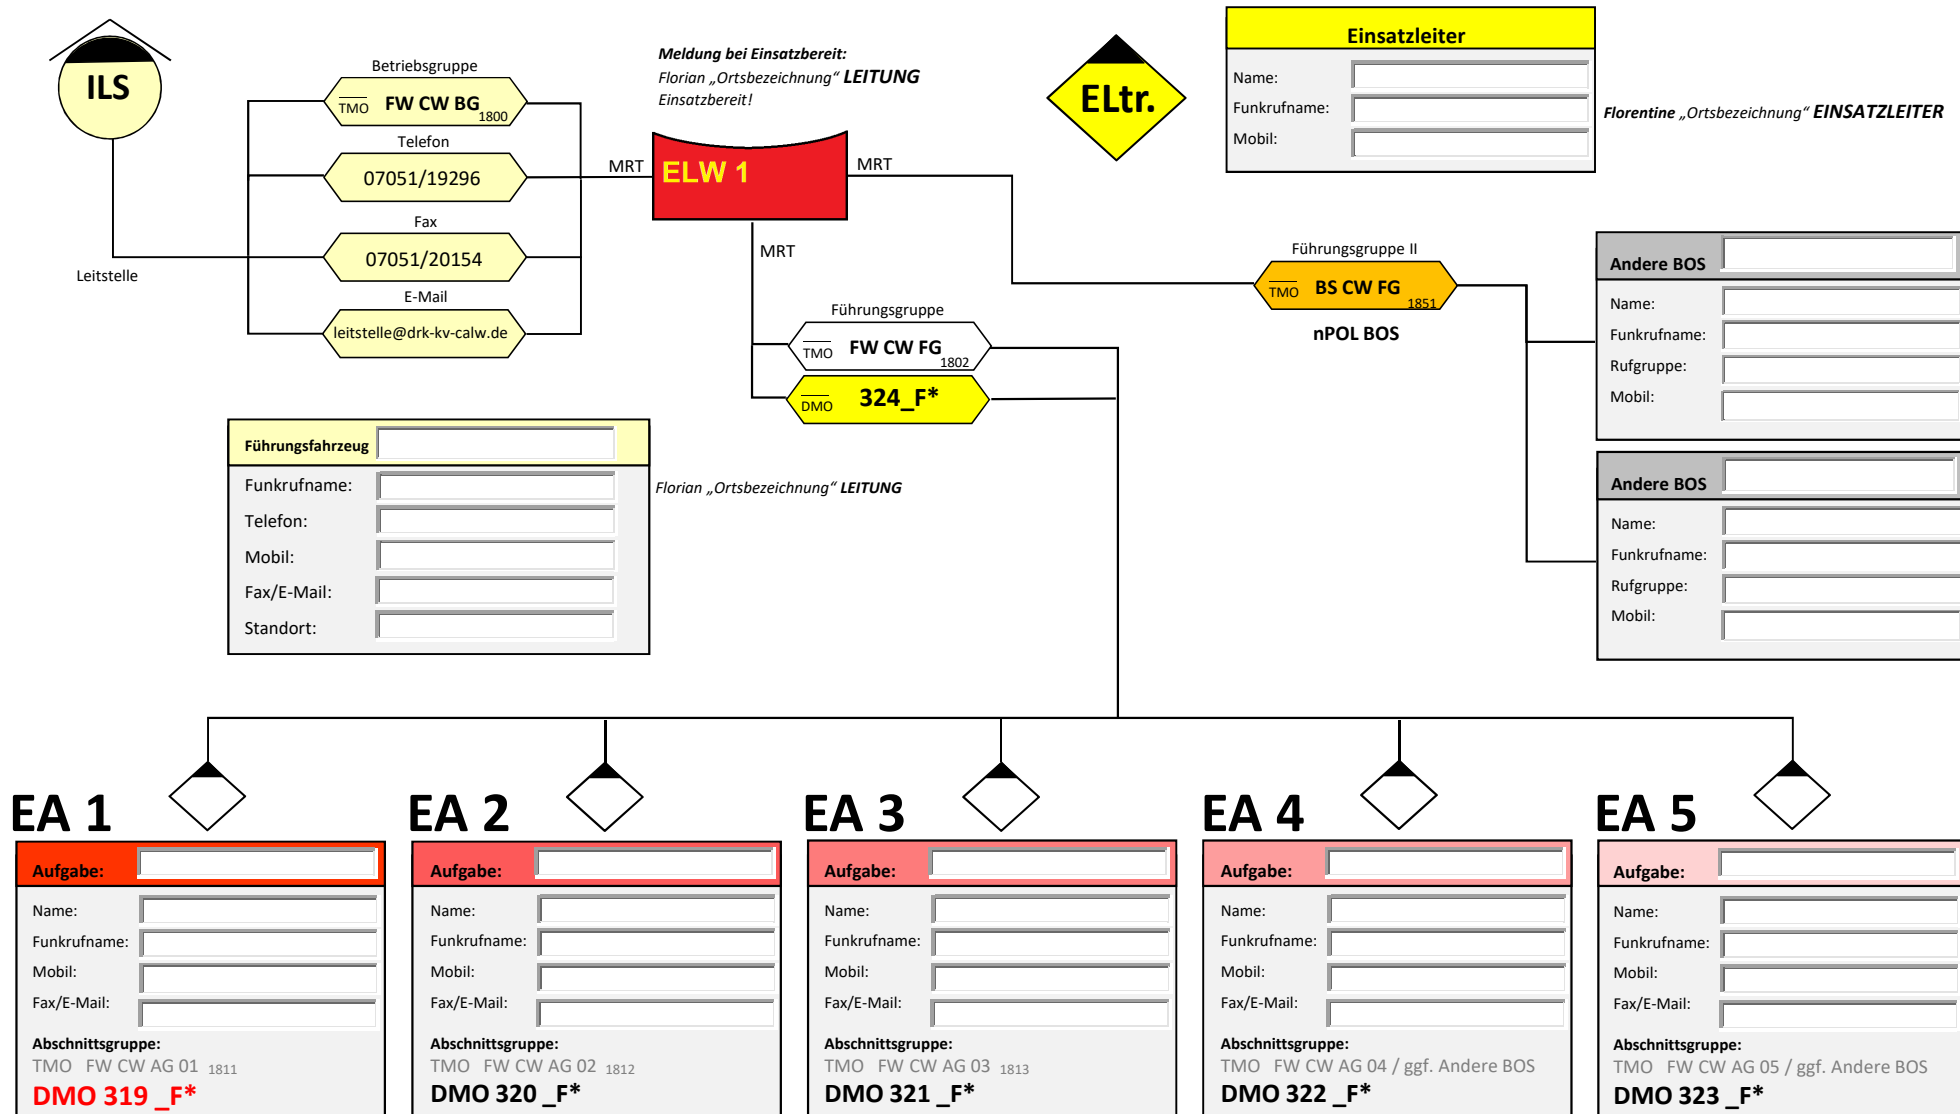 ILS
Leitstelle
Betriebsgruppe
TMO FW CW BG 1800
Telefon
07051/19296
Fax
07051/20154
E-Mail
leitstelle@drk-kv-calw.de
Meldung bei Einsatzbereit:
Florian „Ortsbezeichnung“ LEITUNG
Einsatzbereit!
MRT
ELW 1
MRT
MRT
ELtr.
Einsatzleiter
Name:
Funkrufname:
Mobil:
Florentine „Ortsbezeichnung“ EINSATZLEITER
Führungsgruppe
TMO FW CW FG 1802
DMO 324_F*
Führungsgruppe II
TMO BS CW FG 1851
nPOL BOS
Andere BOS
Name:
Funkrufname:
Rufgruppe:
Mobil:
Andere BOS
Name:
Funkrufname:
Rufgruppe:
Mobil:
Führungsfahrzeug
Funkrufname:
Telefon:
Mobil:
Fax/E-Mail:
Standort:
Florian „Ortsbezeichnung“ LEITUNG
EA 1
Aufgabe:
Name:
Funkrufname:
Mobil:
Fax/E-Mail:
Abschnittsgruppe:
TMO FW CW AG 01 1811
DMO 319 _F*
EA 2
Aufgabe:
Name:
Funkrufname:
Mobil:
Fax/E-Mail:
Abschnittsgruppe:
TMO FW CW AG 02 1812
DMO 320 _F*
EA 3
Aufgabe:
Name:
Funkrufname:
Mobil:
Fax/E-Mail:
Abschnittsgruppe:
TMO FW CW AG 03 1813
DMO 321 _F*
EA 4
Aufgabe:
Name:
Funkrufname:
Mobil:
Fax/E-Mail:
Abschnittsgruppe:
TMO FW CW AG 04 / ggf. Andere BOS
DMO 322 _F*
EA 5
Aufgabe:
Name:
Funkrufname:
Mobil:
Fax/E-Mail:
Abschnittsgruppe:
TMO FW CW AG 05 / ggf. Andere BOS
DMO 323 _F*